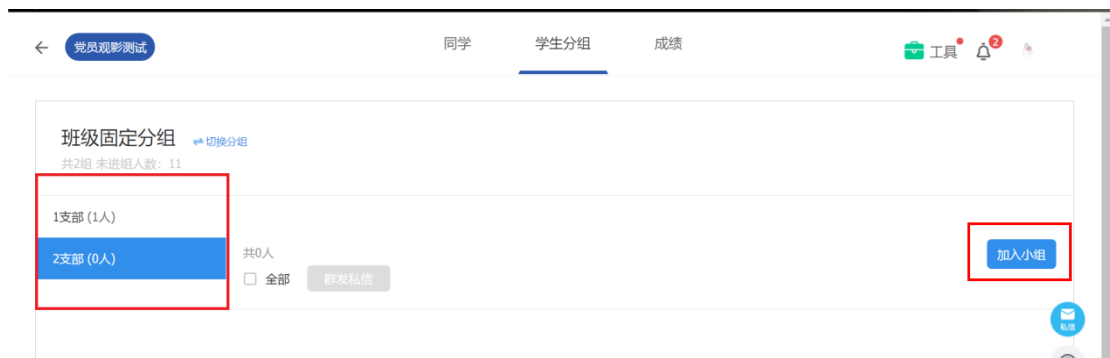 党员观影测试 同学 学生分组 成绩 工具 2
班级固定分组 切换分组
共2组 未进组人数：11
1支部 (1人)
2支部 (0人)
共0人
加入小组
全部 群发私信
私信